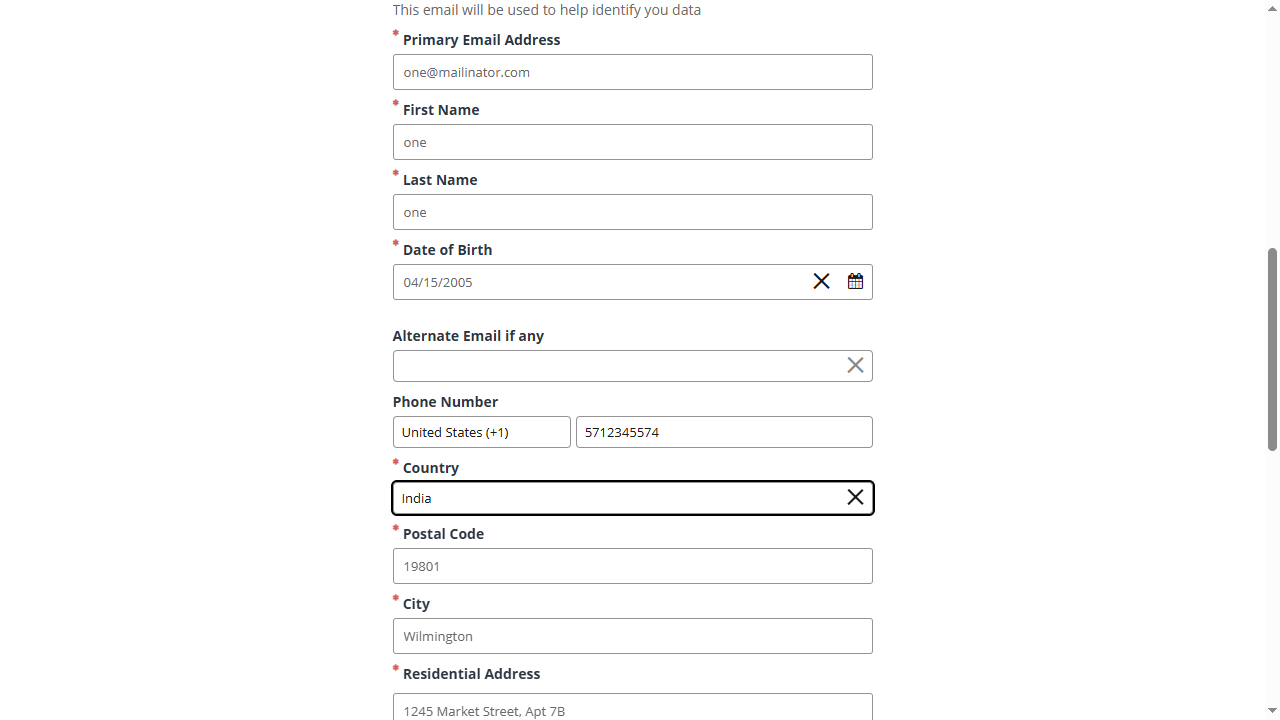 This email will be used to help identify you data
* Primary Email Address
one@mailinator.com
* First Name
one
* Last Name
one
* Date of Birth
04/15/2005
Alternate Email if any
Phone Number
United States (+1) 5712345574
* Country
India
* Postal Code
19801
* City
Wilmington
* Residential Address
1245 Market Street, Apt 7B